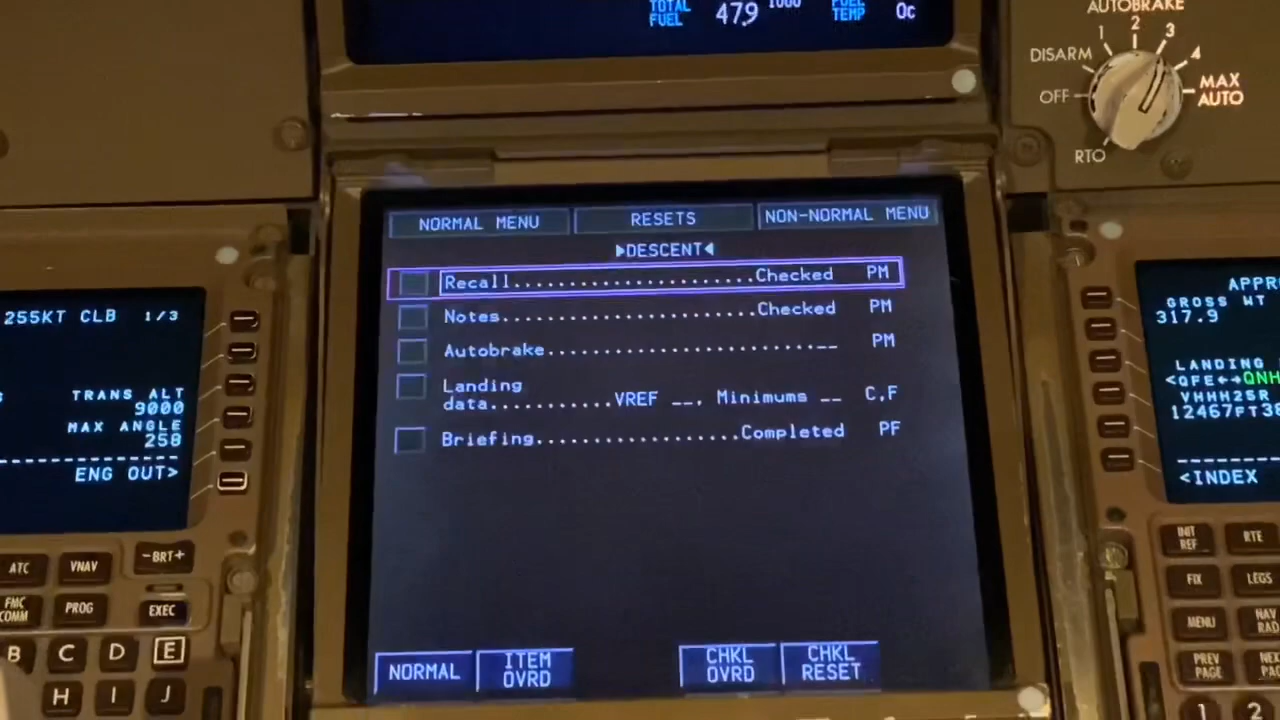 TOTAL FUEL 47.9 1000 FUEL TEMP 0c
AUTOBRAKE
DISARM 1 2 3 4
OFF MAX AUTO
RTO
NORMAL MENU RESETS NON-NORMAL MENU
▶DESCENT◀
Recall......................Checked PM
Notes......................Checked PM
Autobrake........................__ PM
Landing
data...........VREF __, Minimums __ C,F
Briefing..................Completed PF
NORMAL
ITEM OVRD
CHKL OVRD
CHKL RESET
255KT CLB 1/3
TRANS ALT
9000
MAX ANGLE
258
ENG OUT>
ATC VNAV -BRT+
FMC COMM PROG EXEC
B C D E
H I J
GROSS WT
317.9
LANDING
<QFE↔QNH
VHHH25R
12467FT38
<INDEX
INIT REF RTE
FIX LEGS
MENU
PREV PAGE
1 2